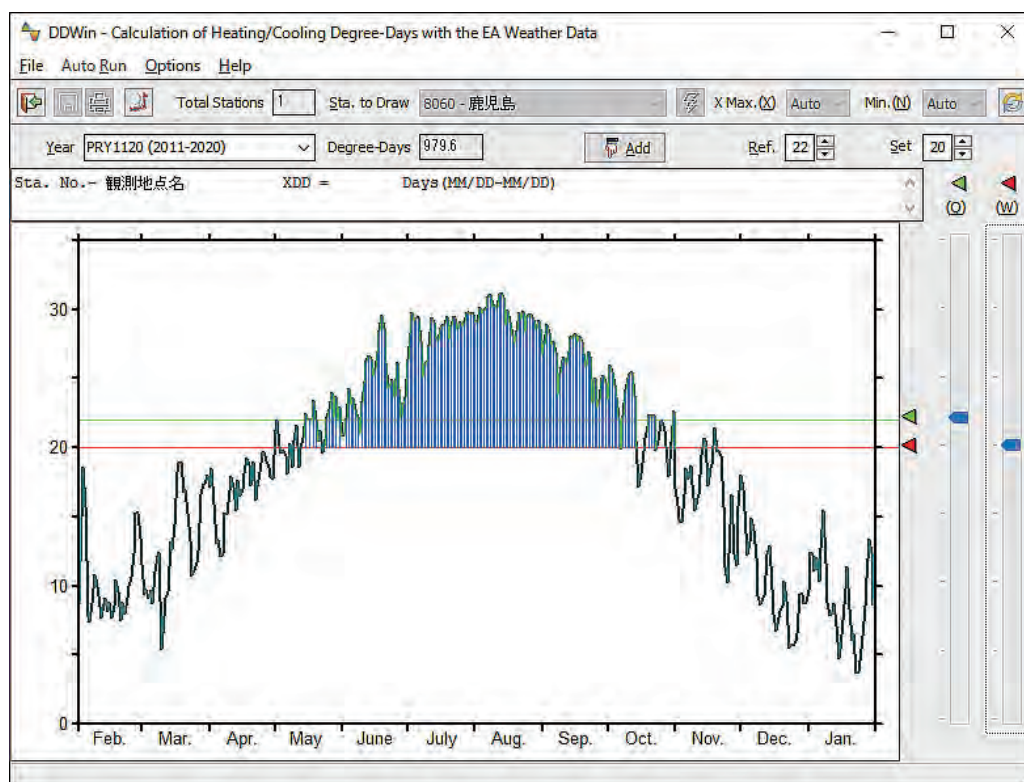 DDWin - Calculation of Heating/Cooling Degree-Days with the EA Weather Data
File Auto Run Options Help
Total Stations 1 Sta. to Draw 8060 - 鹿児島 X Max.(X) Auto Min.(N) Auto
Year PRY1120 (2011-2020) Degree-Days 979.6 Add Ref. 22 Set 20
Sta. No.- 観測地点名 XDD = Days(MM/DD-MM/DD)
(O) (W)
30
20
10
0
Feb. Mar. Apr. May June July Aug. Sep. Oct. Nov. Dec. Jan.